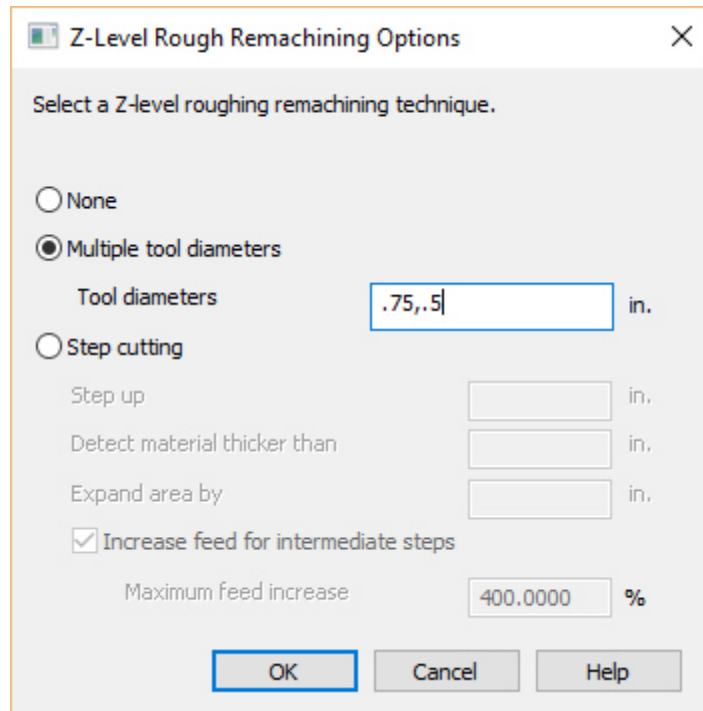 Z-Level Rough Remachining Options
Select a Z-level roughing remachining technique.
None
Multiple tool diameters
Tool diameters .75,.5 in.
Step cutting
Step up in.
Detect material thicker than in.
Expand area by in.
Increase feed for intermediate steps
Maximum feed increase 400.0000 %
OK Cancel Help